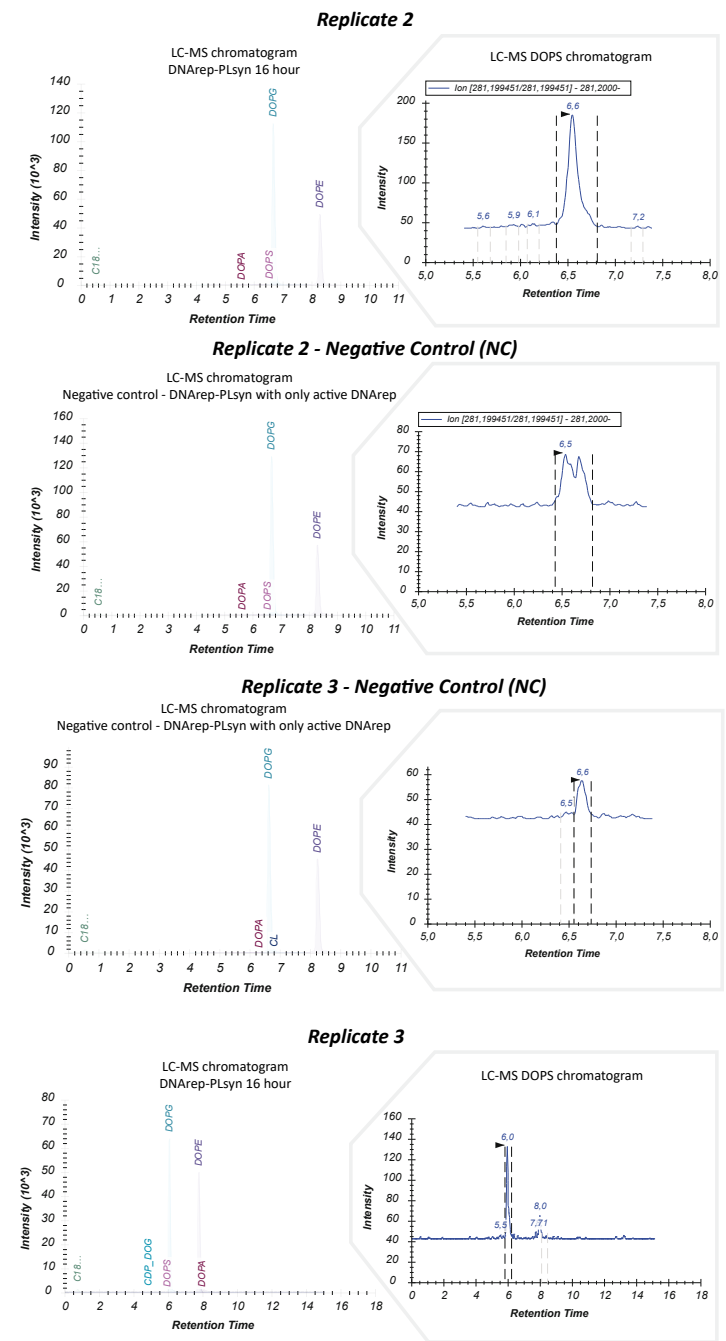 Replicate 2
LC-MS chromatogram
DNArep-PLsyn 16 hour
Intensity (10^3)
140
120
100
80
60
40
20
0
C18...
DOPA
DOPS
DOPG
DOPE
0 1 2 3 4 5 6 7 8 9 10 11
Retention Time
LC-MS DOPS chromatogram
Ion [281,199451/281,199451] - 281,2000-
Intensity
200
150
100
50
0
5,6
5,9
6,1
6,6
7,2
5,0 5,5 6,0 6,5 7,0 7,5 8,0
Retention Time
Replicate 2 - Negative Control (NC)
LC-MS chromatogram
Negative control - DNArep-PLsyn with only active DNArep
Intensity (10^3)
160
140
120
100
80
60
40
20
0
C18...
DOPA
DOPS
DOPG
DOPE
0 1 2 3 4 5 6 7 8 9 10 11
Retention Time
Ion [281,199451/281,199451] - 281,2000-
Intensity
80
70
60
50
40
30
20
10
0
6,5
5,0 5,5 6,0 6,5 7,0 7,5 8,0
Retention Time
Replicate 3 - Negative Control (NC)
LC-MS chromatogram
Negative control - DNArep-PLsyn with only active DNArep
Intensity (10^3)
90
80
70
60
50
40
30
20
10
0
C18...
DOPA
CL
DOPG
DOPE
0 1 2 3 4 5 6 7 8 9 10 11
Retention Time
Intensity
60
50
40
30
20
10
0
6,5
6,6
5,0 5,5 6,0 6,5 7,0 7,5 8,0
Retention Time
Replicate 3
LC-MS chromatogram
DNArep-PLsyn 16 hour
Intensity (10^3)
80
70
60
50
40
30
20
10
0
C18...
CDP_DOG
DOPS
DOPG
DOPE
DOPA
0 2 4 6 8 10 12 14 16 18
Retention Time
LC-MS DOPS chromatogram
Intensity
160
140
120
100
80
60
40
20
0
5,5
6,0
7,71
8,0
0 2 4 6 8 10 12 14 16 18
Retention Time